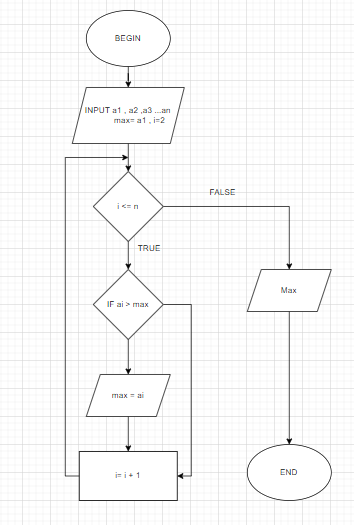 BEGIN
INPUT a1 , a2 ,a3 ...an
max= a1 , i=2
i <= n
FALSE
TRUE
IF ai > max
Max
max = ai
i= i + 1
END